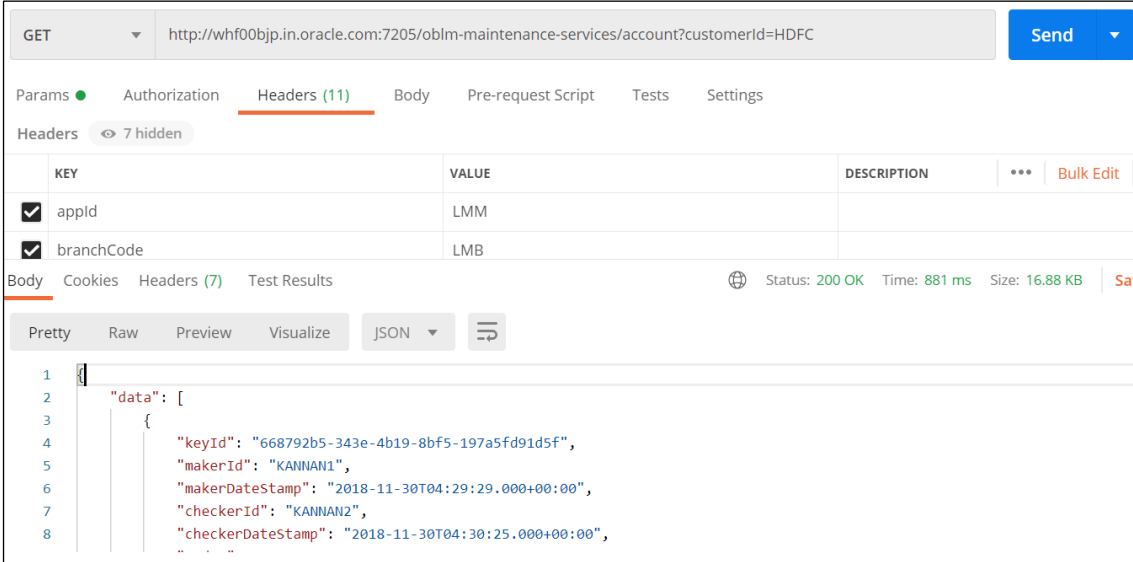 GET http://whf00bjp.in.oracle.com:7205/oblm-maintenance-services/account?customerId=HDFC Send
Params Authorization Headers (11) Body Pre-request Script Tests Settings
Headers 7 hidden
KEY VALUE DESCRIPTION ••• Bulk Edit
appId LMM
branchCode LMB
Body Cookies Headers (7) Test Results Status: 200 OK Time: 881 ms Size: 16.88 KB Sa
Pretty Raw Preview Visualize JSON
1 {
2 "data": [
3 {
4 "keyId": "668792b5-343e-4b19-8bf5-197a5fd91d5f",
5 "makerId": "KANNAN1",
6 "makerDateStamp": "2018-11-30T04:29:29.000+00:00",
7 "checkerId": "KANNAN2",
8 "checkerDateStamp": "2018-11-30T04:30:25.000+00:00",